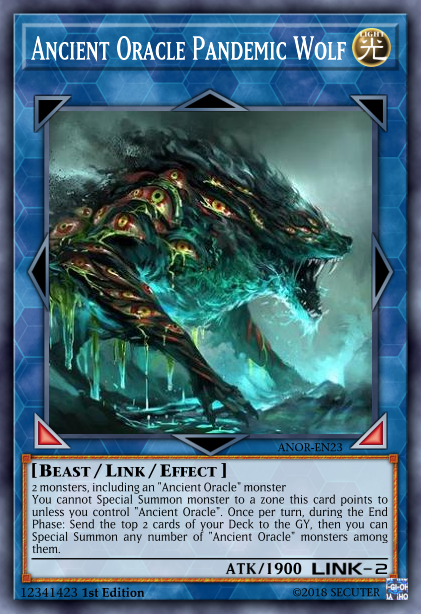 ANCIENT ORACLE PANDEMIC WOLF
LIGHT
光
ANOR-EN23
[ BEAST / LINK / EFFECT ]
2 monsters, including an "Ancient Oracle" monster
You cannot Special Summon monster to a zone this card points to
unless you control "Ancient Oracle". Once per turn, during the End
Phase: Send the top 2 cards of your Deck to the GY, then you can
Special Summon any number of "Ancient Oracle" monsters among
them.
ATK/1900 LINK-2
12341423 1st Edition ©2018 SECUTER